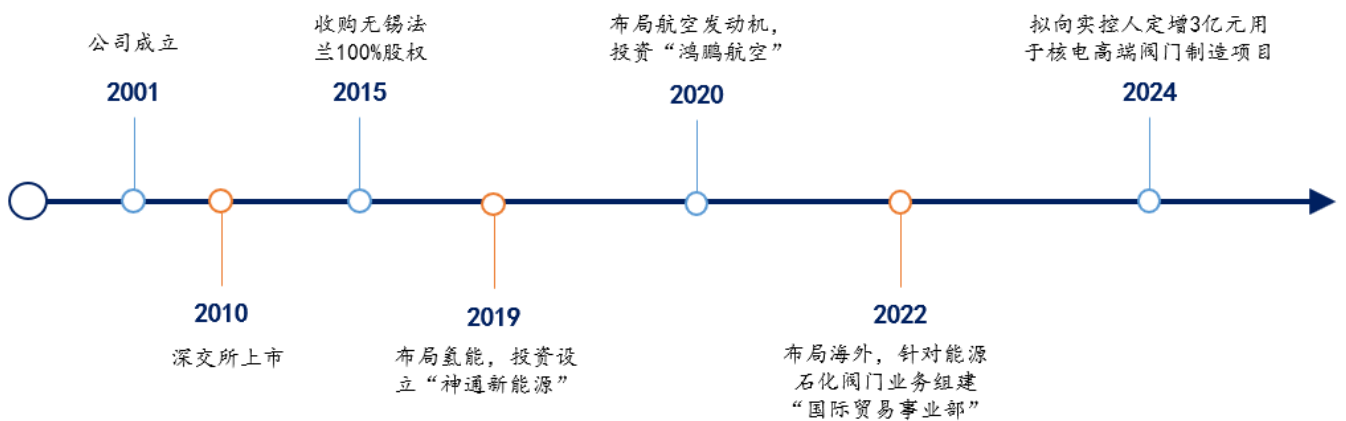 公司成立
2001
收购无锡法
兰100%股权
2015
布局航空发动机，
投资“鸿鹏航空”
2020
拟向实控人定增3亿元用
于核电高端阀门制造项目
2024
2010
深交所上市
2019
布局氢能，投资设
立“神通新能源”
2022
布局海外，针对能源
石化阀门业务组建
“国际贸易事业部”